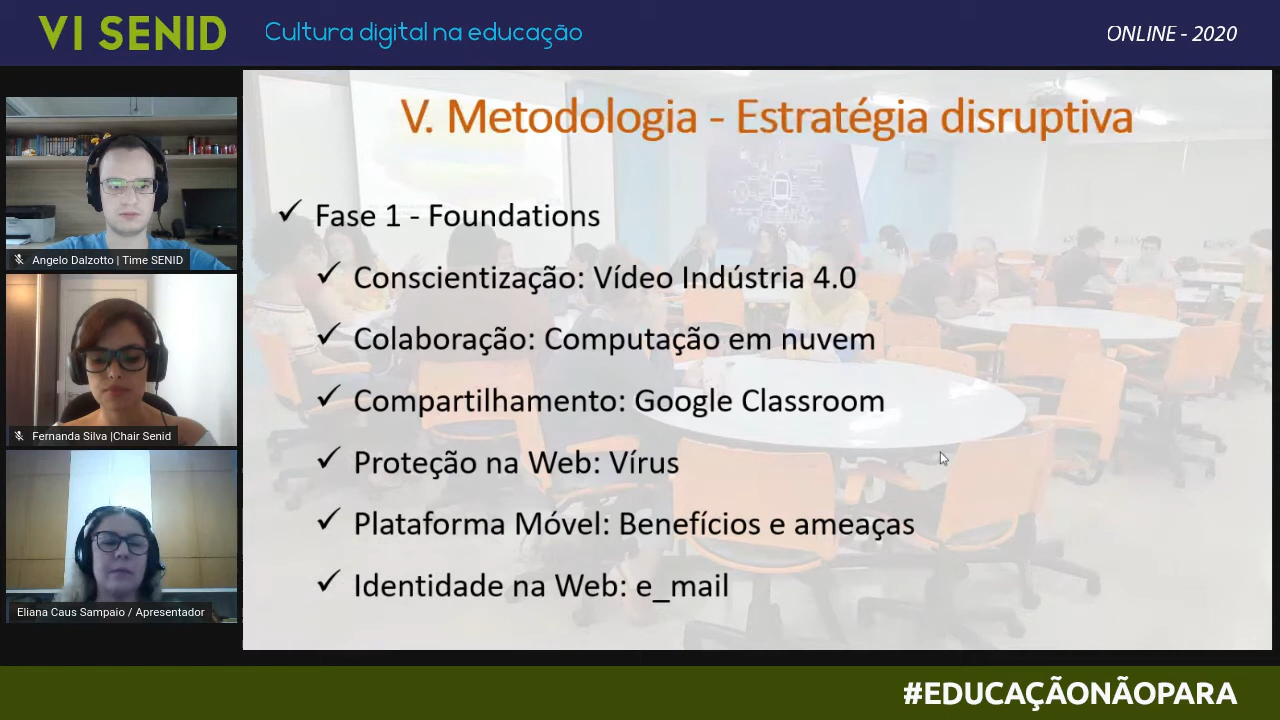 VI SENID
Cultura digital na educação
ONLINE - 2020
V. Metodologia - Estratégia disruptiva
✓ Fase 1 - Foundations
✓ Conscientização: Vídeo Indústria 4.0
✓ Colaboração: Computação em nuvem
✓ Compartilhamento: Google Classroom
✓ Proteção na Web: Vírus
✓ Plataforma Móvel: Benefícios e ameaças
✓ Identidade na Web: e_mail
Angelo Dalzotto | Time SENID
Fernanda Silva |Chair Senid
Eliana Caus Sampaio / Apresentador
#EDUCAÇÃONÃOPARA